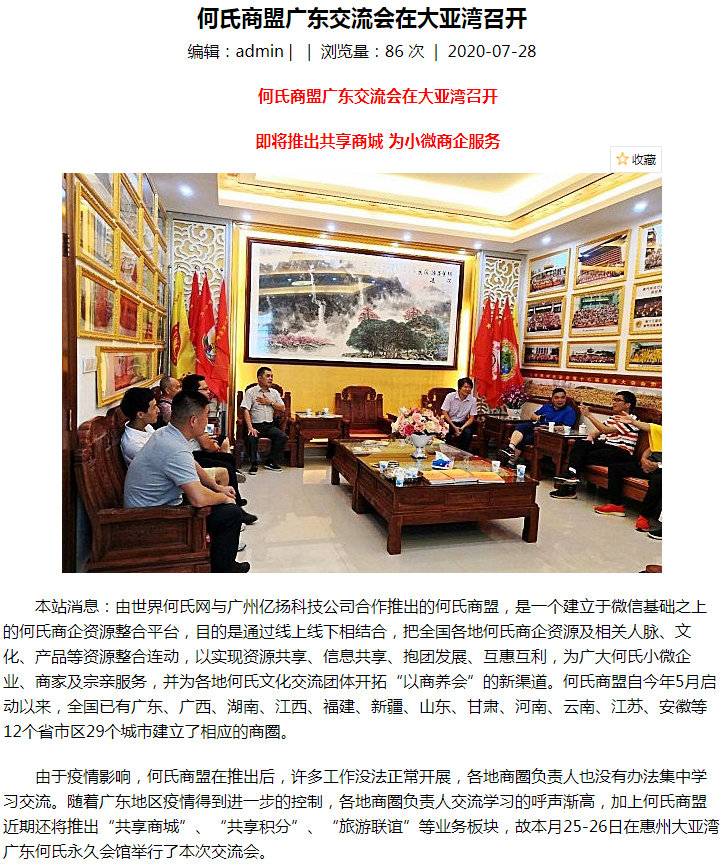 何氏商盟广东交流会在大亚湾召开
编辑：admin | | 浏览量：86 次 | 2020-07-28
何氏商盟广东交流会在大亚湾召开
即将推出共享商城 为小微商企服务
收藏
本站消息：由世界何氏网与广州亿扬科技公司合作推出的何氏商盟，是一个建立于微信基础之上
的何氏商企资源整合平台，目的是通过线上线下相结合，把全国各地何氏商企资源及相关人脉、文
化、产品等资源整合连动，以实现资源共享、信息共享、抱团发展、互惠互利，为广大何氏小微企
业、商家及宗亲服务，并为各地何氏文化交流团体开拓“以商养会”的新渠道。何氏商盟自今年5月启
动以来，全国已有广东、广西、湖南、江西、福建、新疆、山东、甘肃、河南、云南、江苏、安徽等
12个省市区29个城市建立了相应的商圈。
由于疫情影响，何氏商盟在推出后，许多工作没法正常开展，各地商圈负责人也没有办法集中学
习交流。随着广东地区疫情得到进一步的控制，各地商圈负责人交流学习的呼声渐高，加上何氏商盟
近期还将推出“共享商城”、“共享积分”、“旅游联谊”等业务板块，故本月25-26日在惠州大亚湾
广东何氏永久会馆举行了本次交流会。